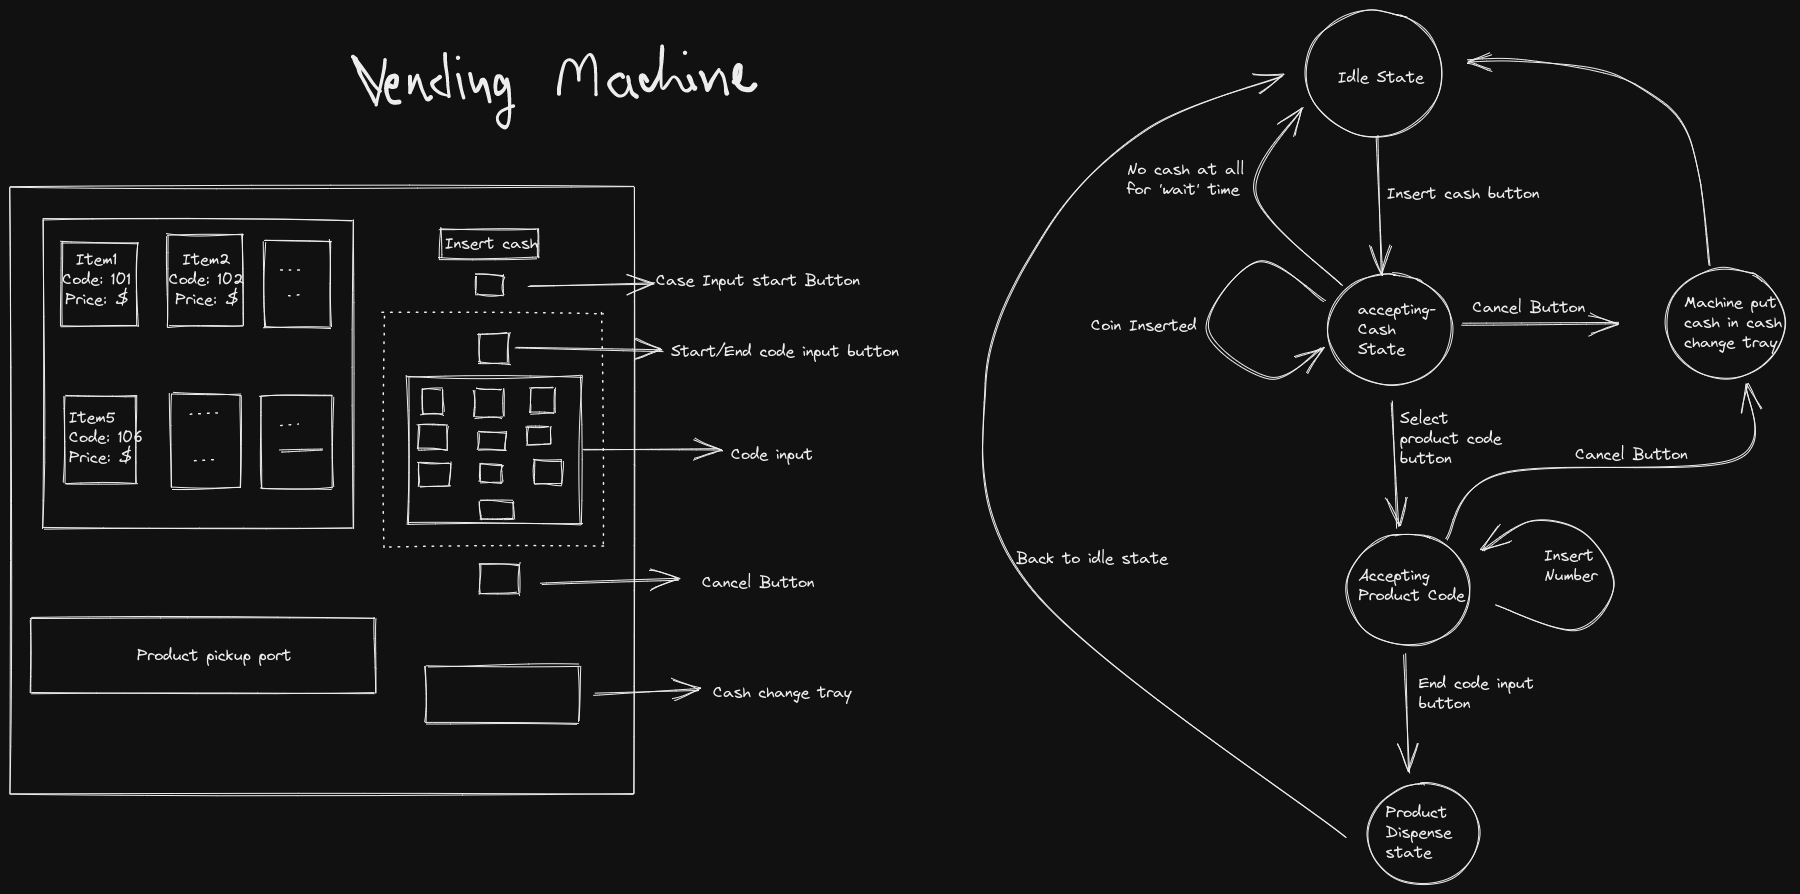 Vending Machine
Item1
Code: 101
Price: $
Item2
Code: 102
Price: $
---
--
Item5
Code: 106
Price: $
----
---
---
Insert cash
Case Input start Button
Start/End code input button
Code input
Cancel Button
Product pickup port
Cash change tray
Idle State
No cash at all
for 'wait' time
Insert cash button
Coin Inserted
accepting-
Cash
State
Cancel Button
Machine put
cash in cash
change tray
Select
product code
button
Cancel Button
Back to idle state
Accepting
Product Code
Insert
Number
End code input
button
Product
Dispense
state